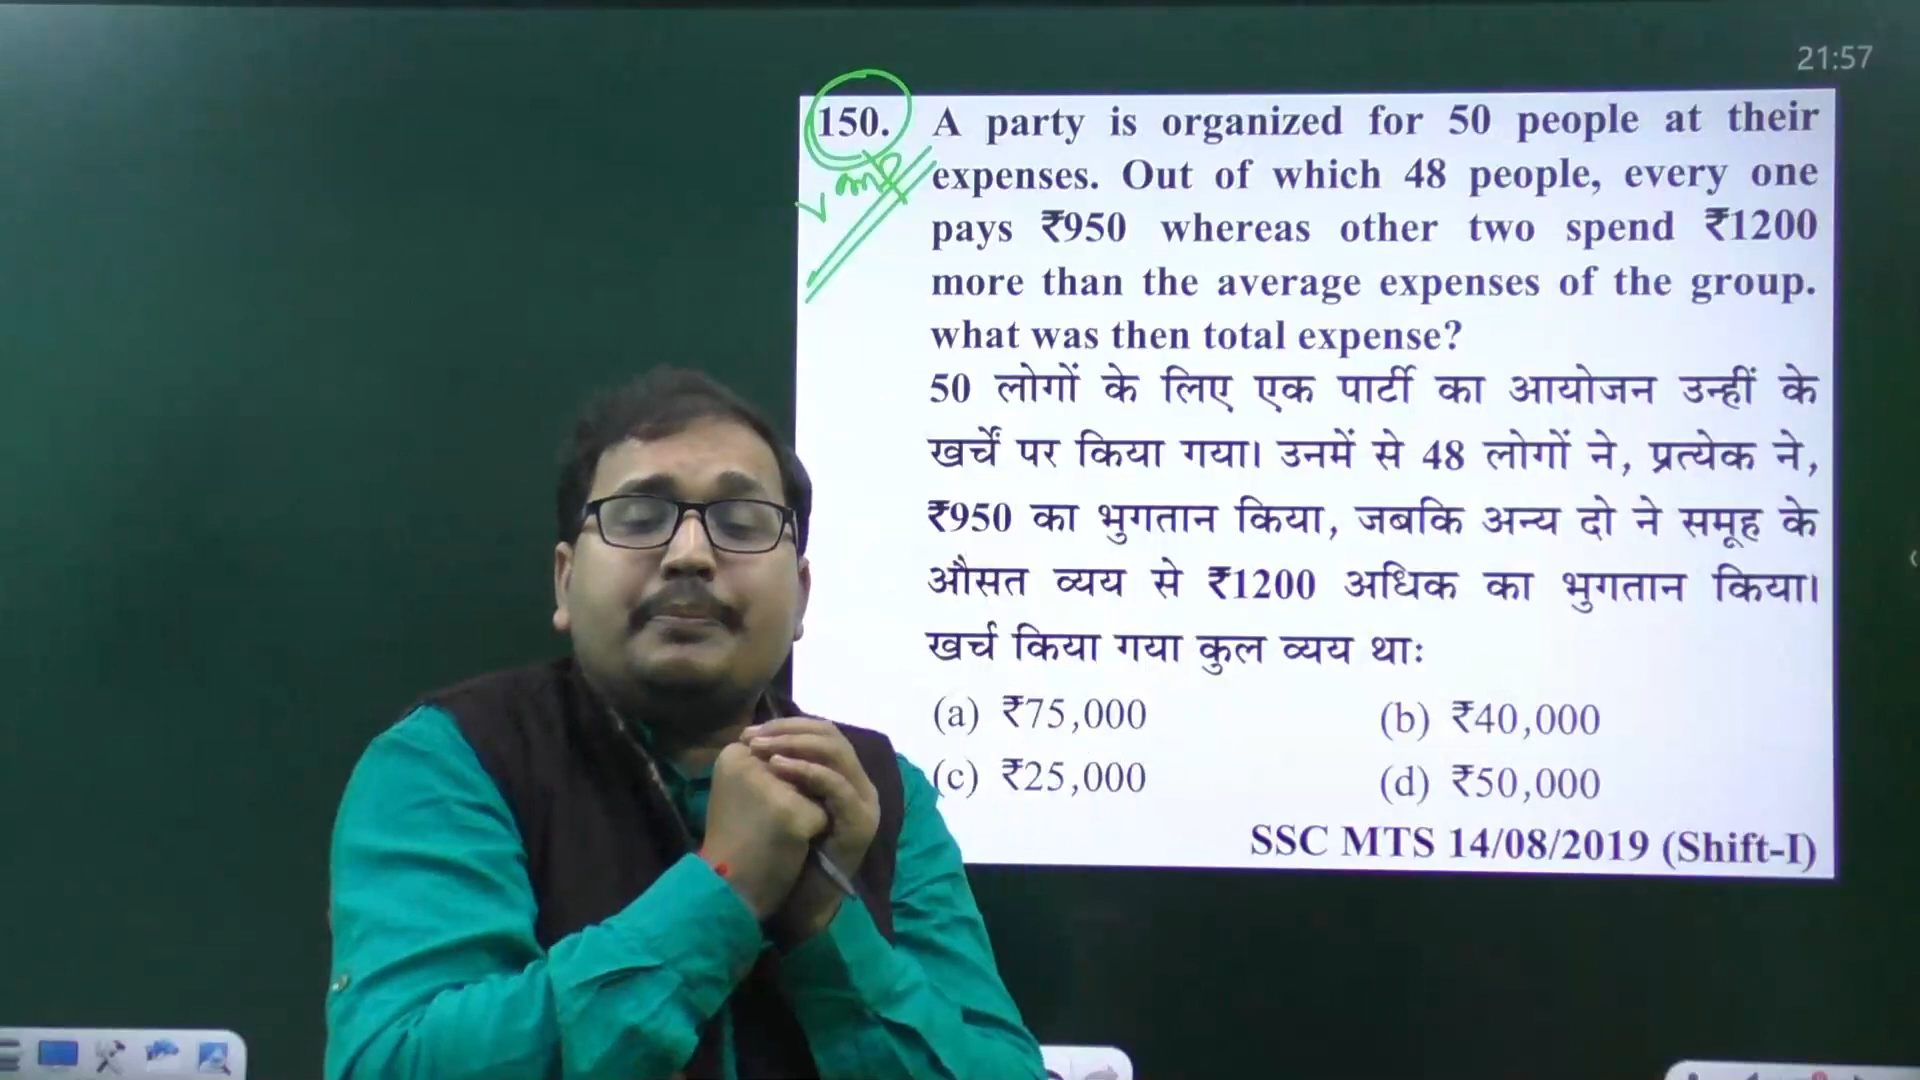 21:57
150. A party is organized for 50 people at their
vmp
expenses. Out of which 48 people, every one
pays ₹950 whereas other two spend ₹1200
more than the average expenses of the group.
what was then total expense?
50 लोगों के लिए एक पार्टी का आयोजन उन्हीं के
खर्चे पर किया गया। उनमें से 48 लोगों ने, प्रत्येक ने,
₹950 का भुगतान किया, जबकि अन्य दो ने समूह के
औसत व्यय से ₹1200 अधिक का भुगतान किया।
खर्च किया गया कुल व्यय थाः
(a) ₹75,000 (b) ₹40,000
(c) ₹25,000 (d) ₹50,000
SSC MTS 14/08/2019 (Shift-I)